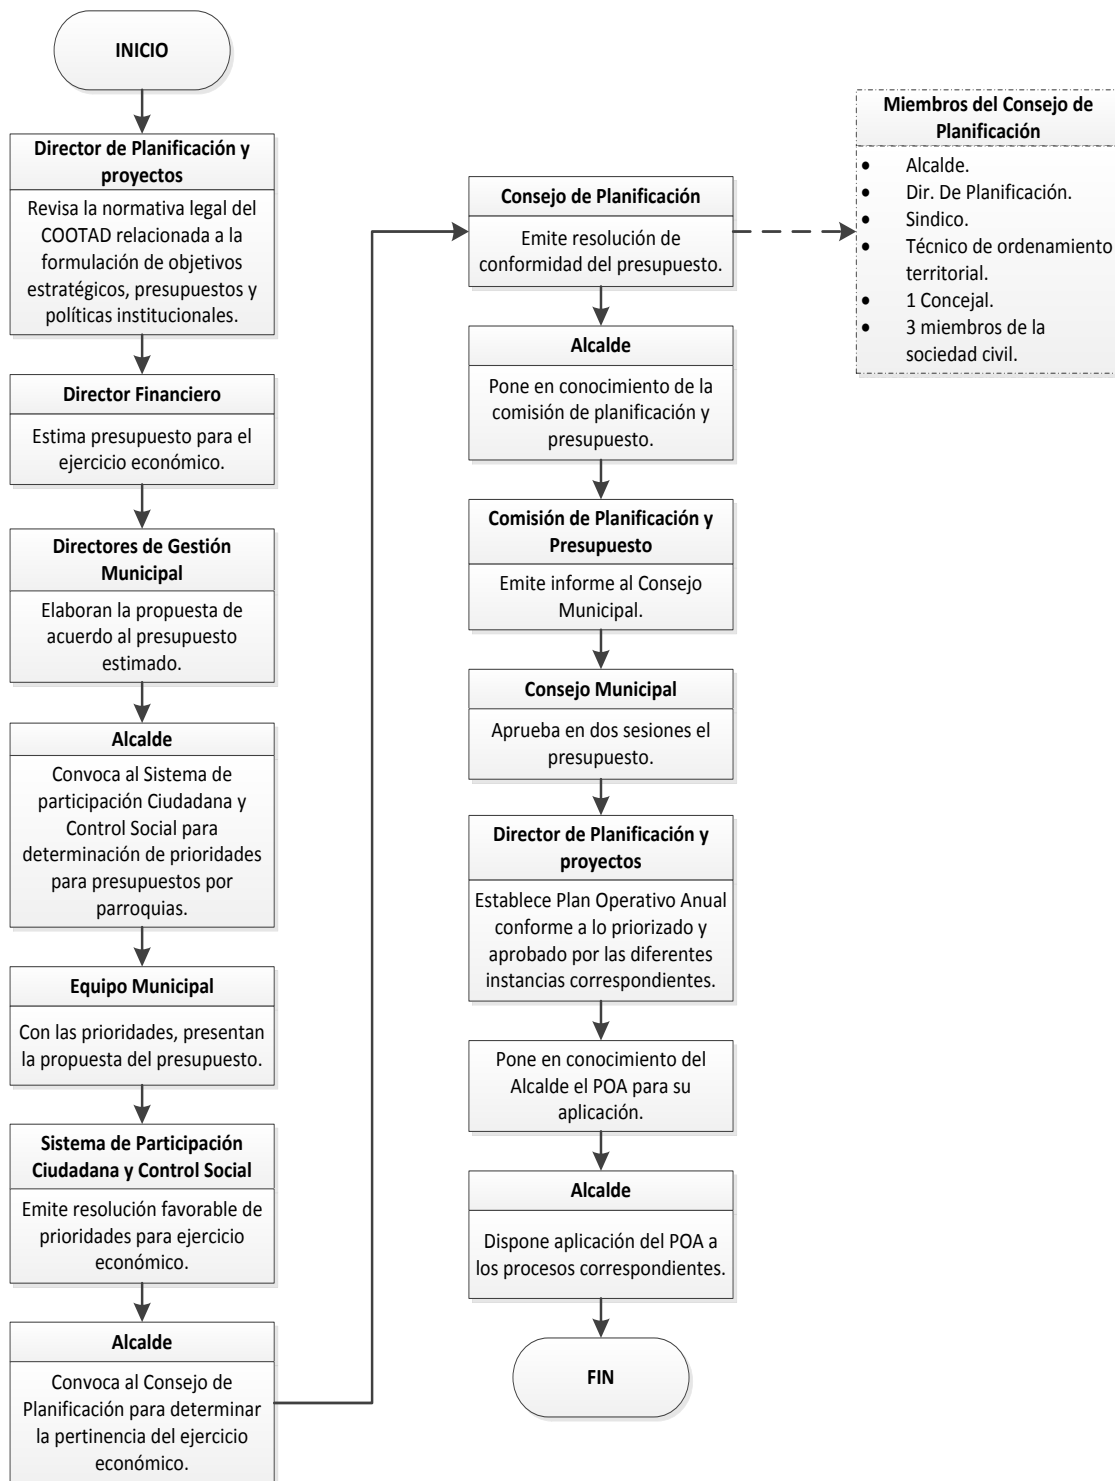 INICIO
Director de Planificación y
proyectos
Revisa la normativa legal del
COOTAD relacionada a la
formulación de objetivos
estratégicos, presupuestos y
políticas institucionales.
Director Financiero
Estima presupuesto para el
ejercicio económico.
Directores de Gestión
Municipal
Elaboran la propuesta de
acuerdo al presupuesto
estimado.
Alcalde
Convoca al Sistema de
participación Ciudadana y
Control Social para
determinación de prioridades
para presupuestos por
parroquias.
Equipo Municipal
Con las prioridades, presentan
la propuesta del presupuesto.
Sistema de Participación
Ciudadana y Control Social
Emite resolución favorable de
prioridades para ejercicio
económico.
Alcalde
Convoca al Consejo de
Planificación para determinar
la pertinencia del ejercicio
económico.
Consejo de Planificación
Emite resolución de
conformidad del presupuesto.
Alcalde
Pone en conocimiento de la
comisión de planificación y
presupuesto.
Comisión de Planificación y
Presupuesto
Emite informe al Consejo
Municipal.
Consejo Municipal
Aprueba en dos sesiones el
presupuesto.
Director de Planificación y
proyectos
Establece Plan Operativo Anual
conforme a lo priorizado y
aprobado por las diferentes
instancias correspondientes.
Pone en conocimiento del
Alcalde el POA para su
aplicación.
Alcalde
Dispone aplicación del POA a
los procesos correspondientes.
FIN
Miembros del Consejo de
Planificación
• Alcalde.
• Dir. De Planificación.
• Sindico.
• Técnico de ordenamiento
territorial.
• 1 Concejal.
• 3 miembros de la
sociedad civil.